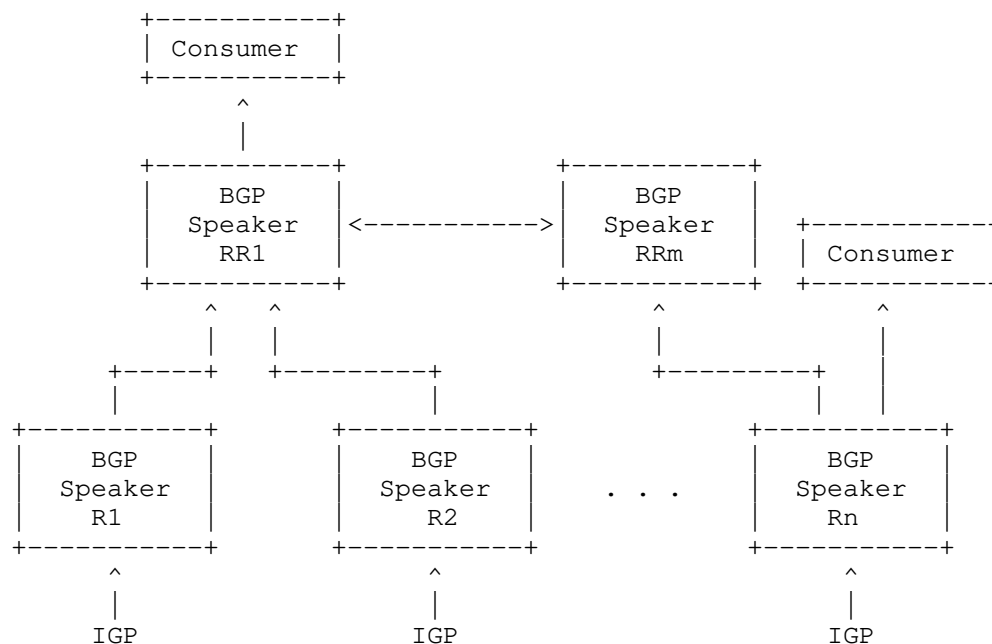 Consumer
BGP BGP
Speaker Speaker
RR1 RRm Consumer
BGP BGP BGP
Speaker Speaker . . . Speaker
R1 R2 Rn
IGP IGP IGP